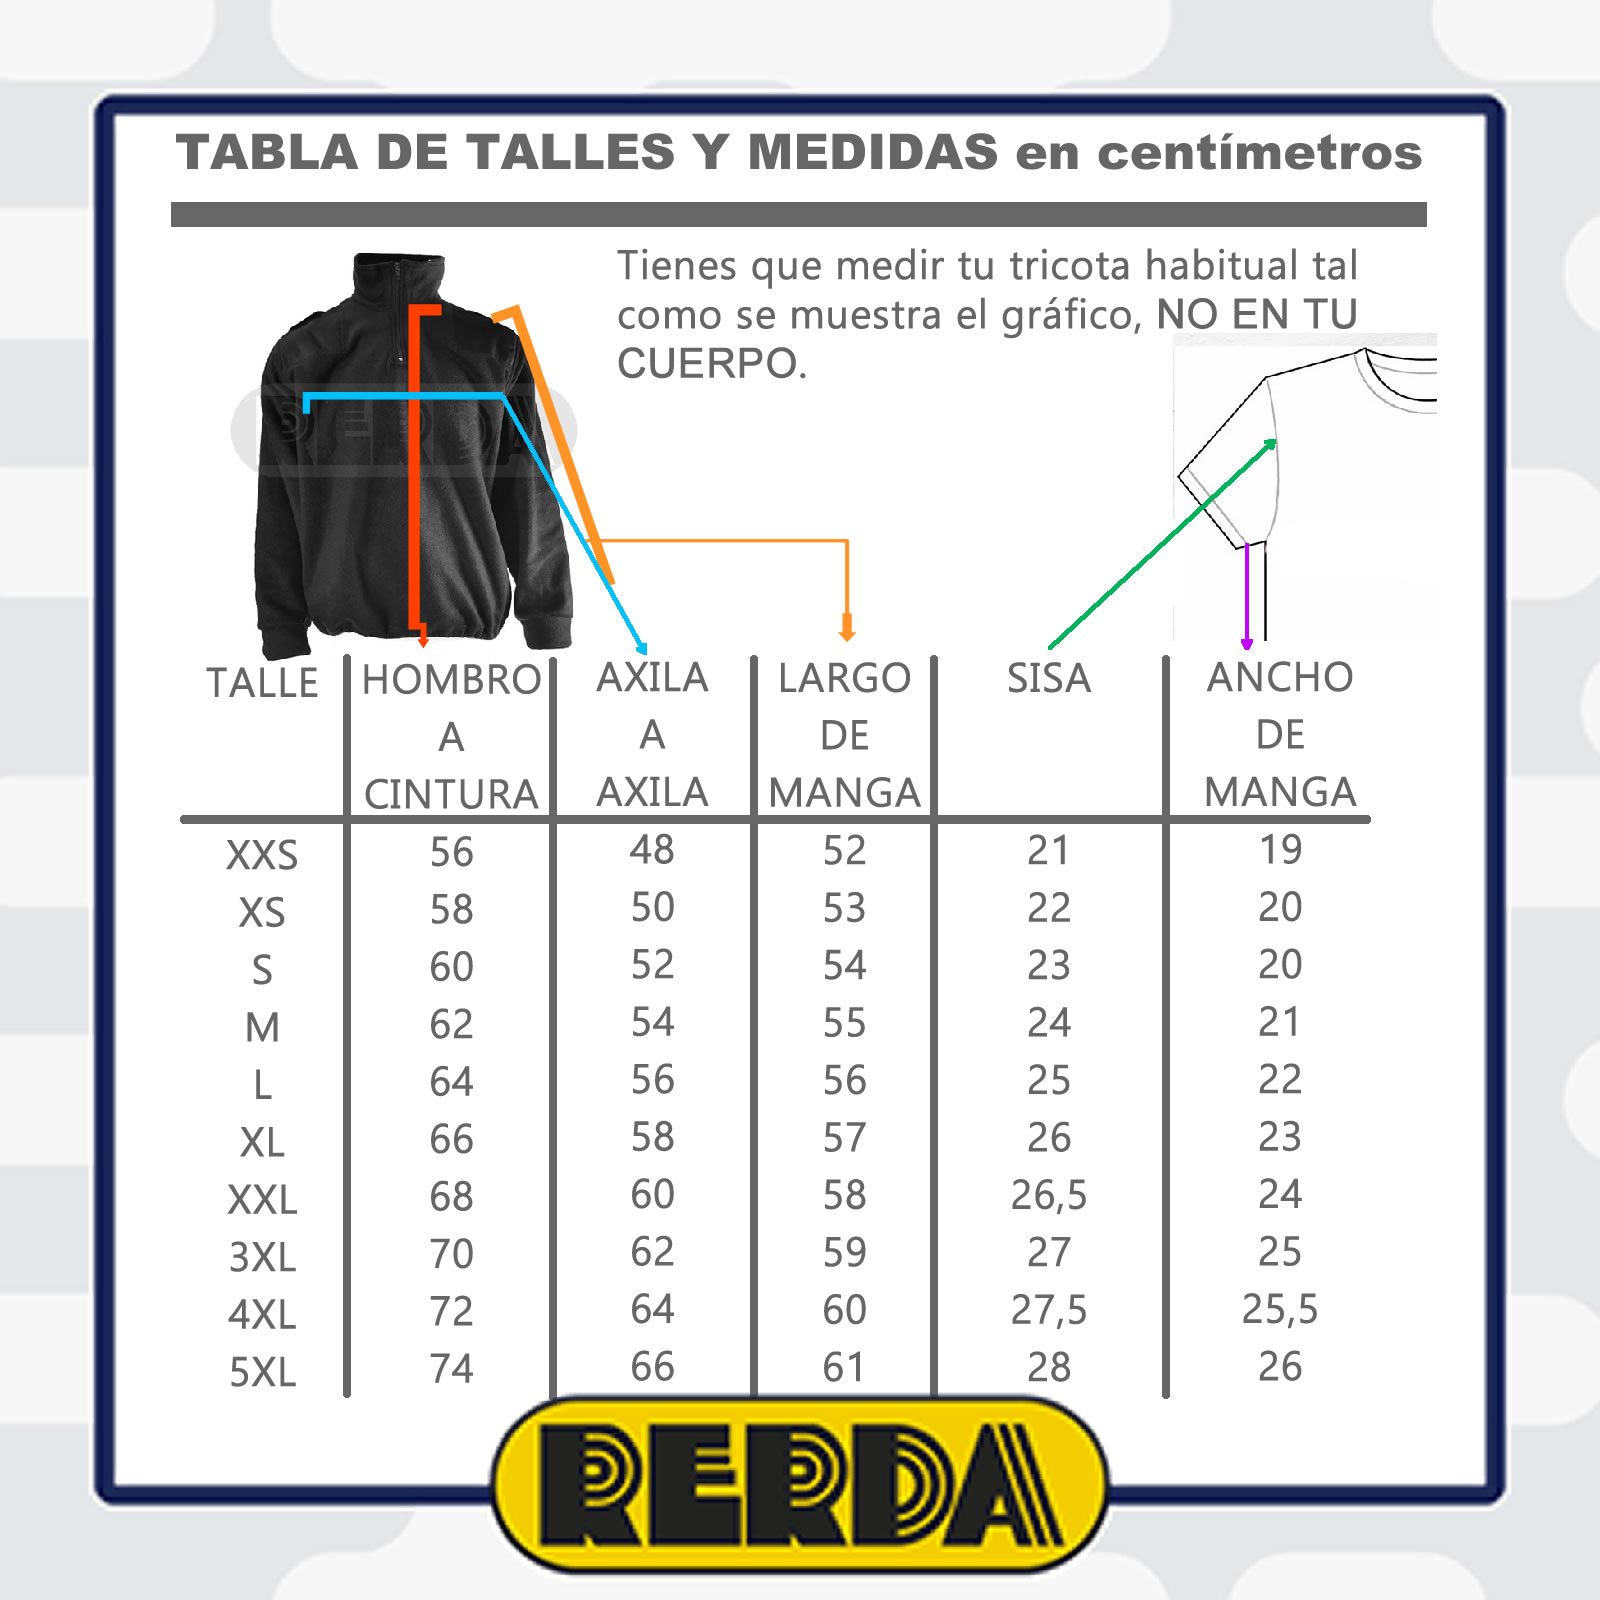 TABLA DE TALLES Y MEDIDAS en centímetros
Tienes que medir tu tricota habitual tal
como se muestra el gráfico, NO EN TU
CUERPO.
RERDA
TALLE HOMBRO AXILA LARGO SISA ANCHO
A A DE DE
CINTURA AXILA MANGA MANGA
XXS 56 48 52 21 19
XS 58 50 53 22 20
S 60 52 54 23 20
M 62 54 55 24 21
L 64 56 56 25 22
XL 66 58 57 26 23
XXL 68 60 58 26,5 24
3XL 70 62 59 27 25
4XL 72 64 60 27,5 25,5
5XL 74 66 61 28 26
RERDA